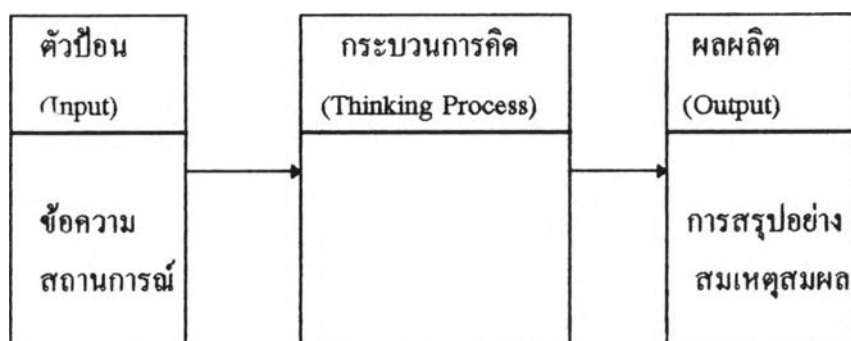 ตัวป้อน
(Input)
ข้อความ
สถานการณ์
กระบวนการคิด
(Thinking Process)
ผลผลิต
(Output)
การสรุปอย่าง
สมเหตุสมผล